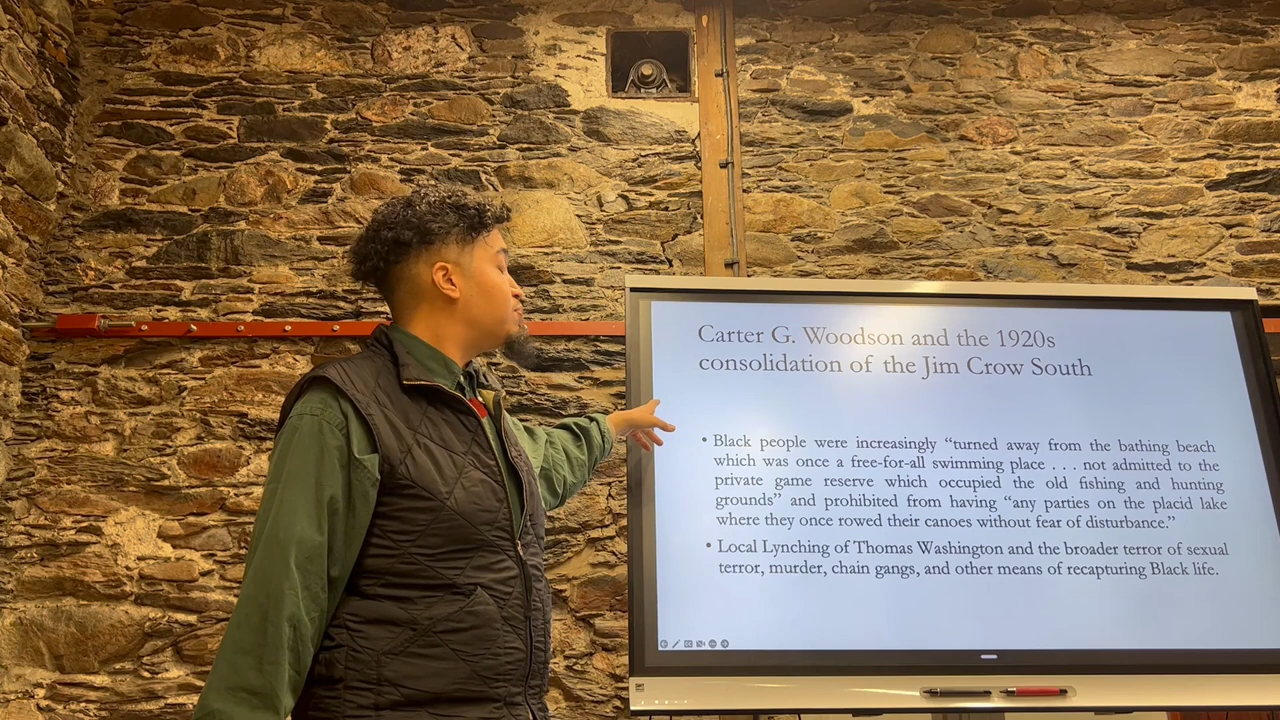 Carter G. Woodson and the 1920s
consolidation of the Jim Crow South
• Black people were increasingly “turned away from the bathing beach
which was once a free-for-all swimming place . . . not admitted to the
private game reserve which occupied the old fishing and hunting
grounds” and prohibited from having “any parties on the placid lake
where they once rowed their canoes without fear of disturbance.”
• Local Lynching of Thomas Washington and the broader terror of sexual
terror, murder, chain gangs, and other means of recapturing Black life.